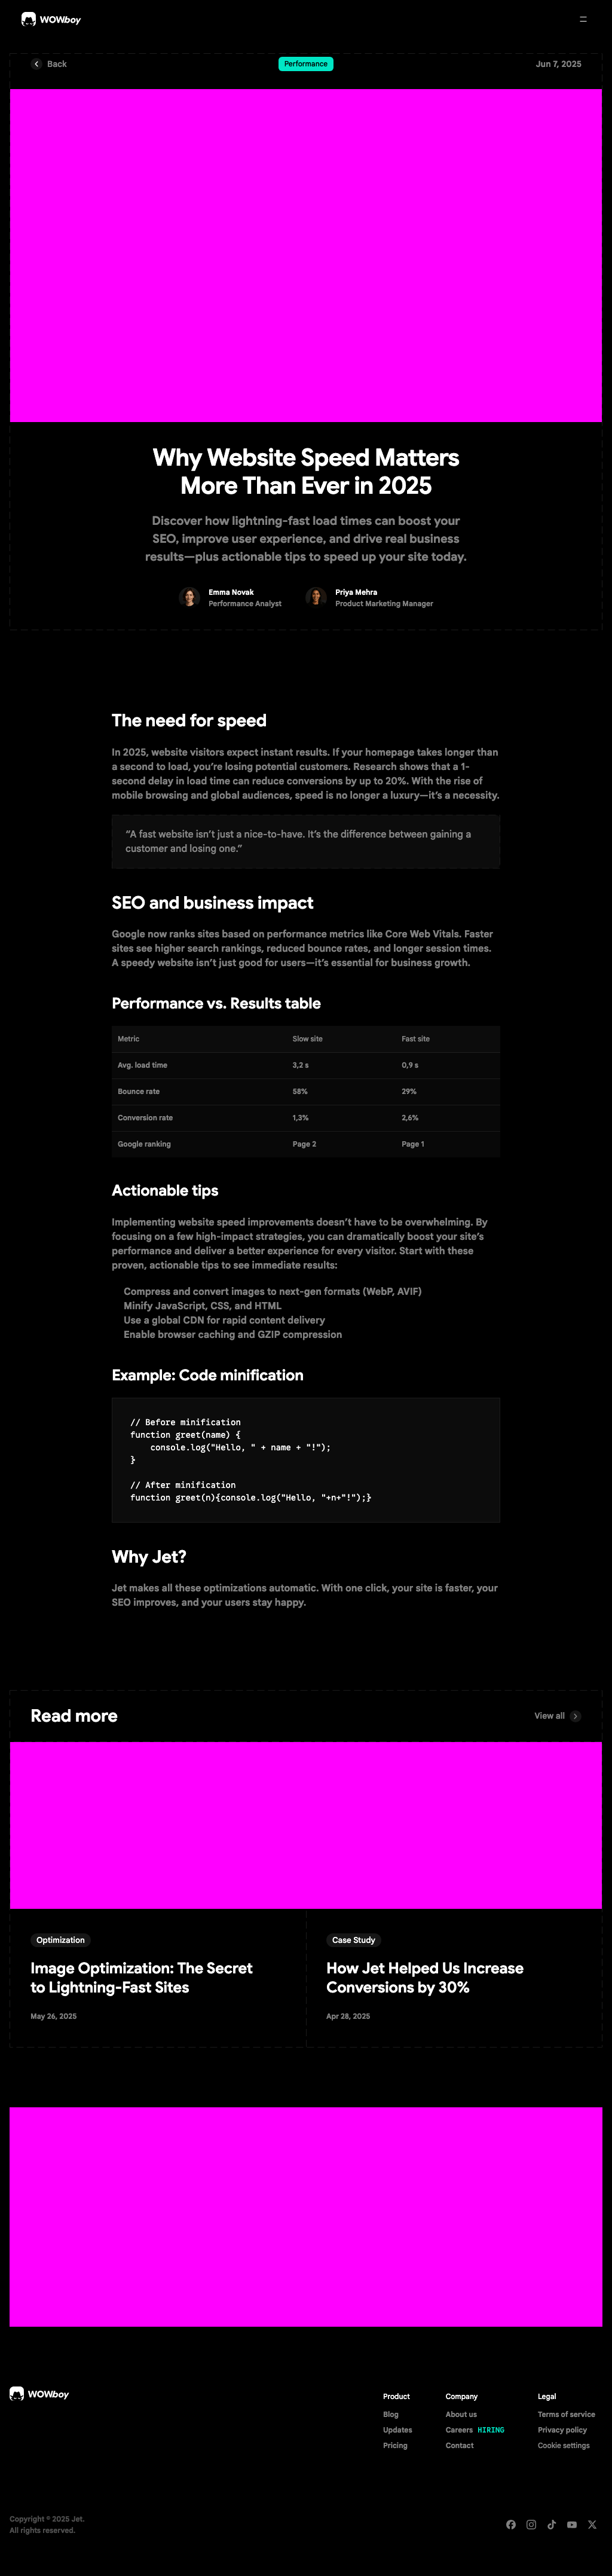 WOWboy
Back
Performance
Jun 7, 2025
Why Website Speed Matters
More Than Ever in 2025
Discover how lightning-fast load times can boost your
SEO, improve user experience, and drive real business
results—plus actionable tips to speed up your site today.
Emma Novak
Performance Analyst
Priya Mehra
Product Marketing Manager
The need for speed
In 2025, website visitors expect instant results. If your homepage takes longer than
a second to load, you’re losing potential customers. Research shows that a 1-
second delay in load time can reduce conversions by up to 20%. With the rise of
mobile browsing and global audiences, speed is no longer a luxury—it’s a necessity.
“A fast website isn’t just a nice-to-have. It’s the difference between gaining a
customer and losing one.”
SEO and business impact
Google now ranks sites based on performance metrics like Core Web Vitals. Faster
sites see higher search rankings, reduced bounce rates, and longer session times.
A speedy website isn’t just good for users—it’s essential for business growth.
Performance vs. Results table
Metric Slow site Fast site
Avg. load time 3,2 s 0,9 s
Bounce rate 58% 29%
Conversion rate 1,3% 2,6%
Google ranking Page 2 Page 1
Actionable tips
Implementing website speed improvements doesn’t have to be overwhelming. By
focusing on a few high-impact strategies, you can dramatically boost your site’s
performance and deliver a better experience for every visitor. Start with these
proven, actionable tips to see immediate results:
Compress and convert images to next-gen formats (WebP, AVIF)
Minify JavaScript, CSS, and HTML
Use a global CDN for rapid content delivery
Enable browser caching and GZIP compression
Example: Code minification
// Before minification
function greet(name) {
    console.log("Hello, " + name + "!");
}
// After minification
function greet(n){console.log("Hello, "+n+"!");}
Why Jet?
Jet makes all these optimizations automatic. With one click, your site is faster, your
SEO improves, and your users stay happy.
Read more
View all
Optimization
Image Optimization: The Secret
to Lightning-Fast Sites
May 26, 2025
Case Study
How Jet Helped Us Increase
Conversions by 30%
Apr 28, 2025
WOWboy
Product
Blog
Updates
Pricing
Company
About us
Careers HIRING
Contact
Legal
Terms of service
Privacy policy
Cookie settings
Copyright © 2025 Jet.
All rights reserved.